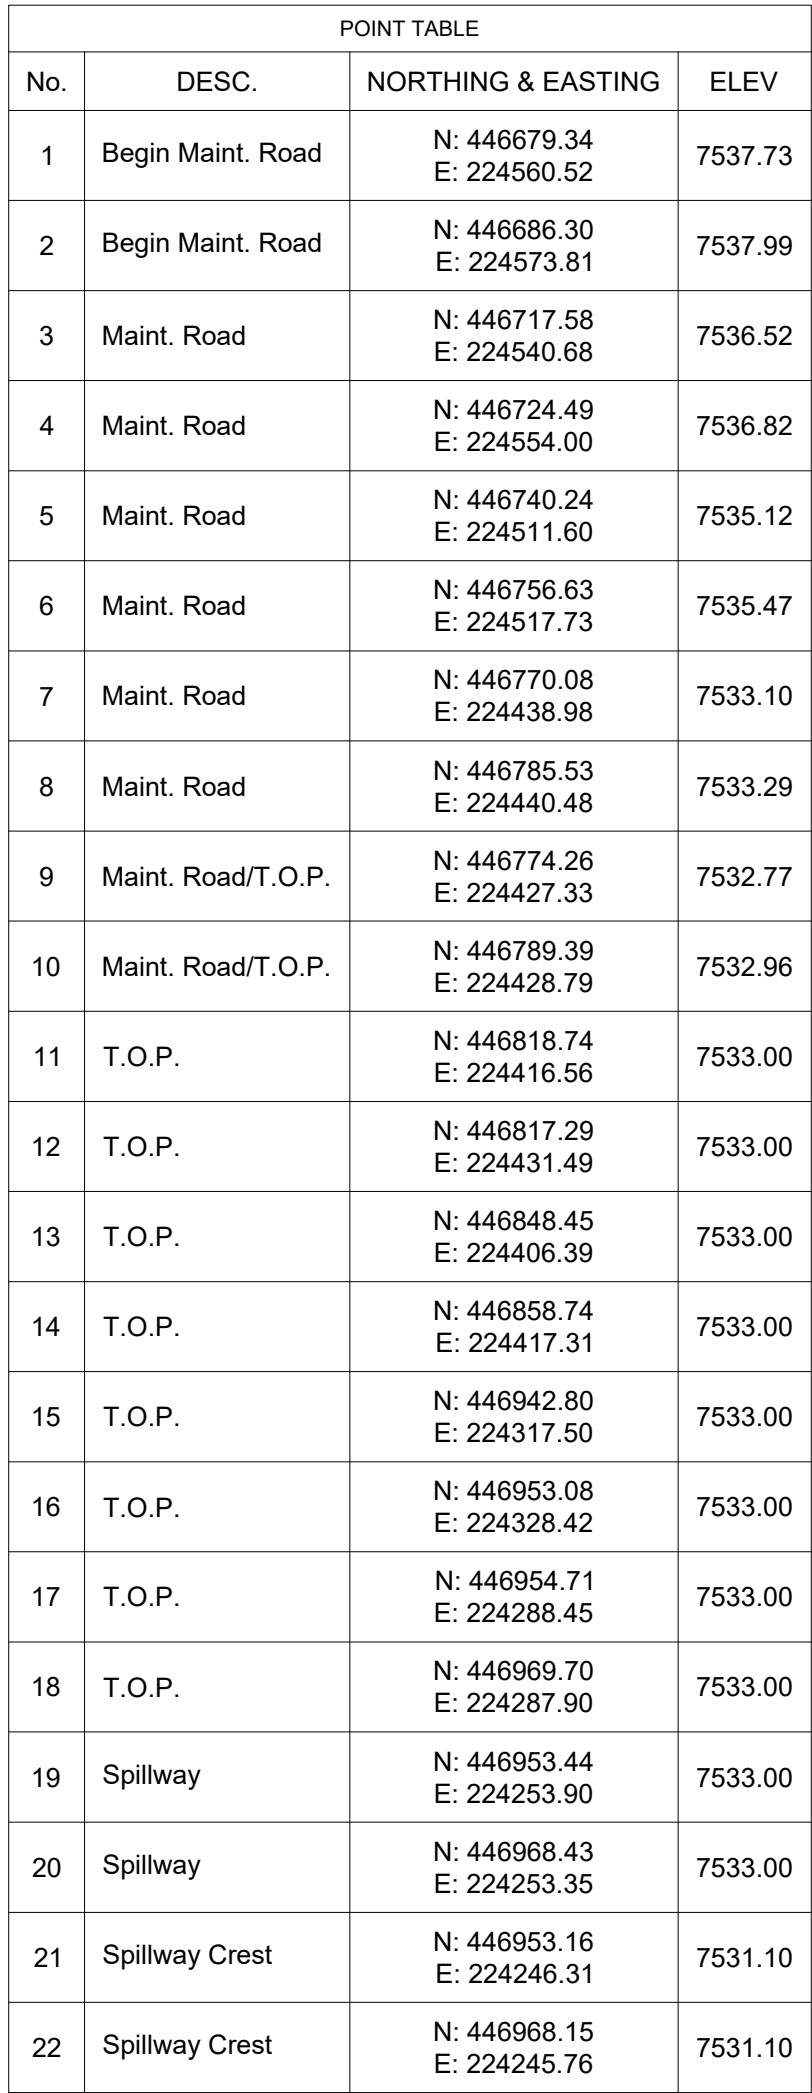 POINT TABLE
No. DESC. NORTHING & EASTING ELEV
1 Begin Maint. Road N: 446679.34 E: 224560.52 7537.73
2 Begin Maint. Road N: 446686.30 E: 224573.81 7537.99
3 Maint. Road N: 446717.58 E: 224540.68 7536.52
4 Maint. Road N: 446724.49 E: 224554.00 7536.82
5 Maint. Road N: 446740.24 E: 224511.60 7535.12
6 Maint. Road N: 446756.63 E: 224517.73 7535.47
7 Maint. Road N: 446770.08 E: 224438.98 7533.10
8 Maint. Road N: 446785.53 E: 224440.48 7533.29
9 Maint. Road/T.O.P. N: 446774.26 E: 224427.33 7532.77
10 Maint. Road/T.O.P. N: 446789.39 E: 224428.79 7532.96
11 T.O.P. N: 446818.74 E: 224416.56 7533.00
12 T.O.P. N: 446817.29 E: 224431.49 7533.00
13 T.O.P. N: 446848.45 E: 224406.39 7533.00
14 T.O.P. N: 446858.74 E: 224417.31 7533.00
15 T.O.P. N: 446942.80 E: 224317.50 7533.00
16 T.O.P. N: 446953.08 E: 224328.42 7533.00
17 T.O.P. N: 446954.71 E: 224288.45 7533.00
18 T.O.P. N: 446969.70 E: 224287.90 7533.00
19 Spillway N: 446953.44 E: 224253.90 7533.00
20 Spillway N: 446968.43 E: 224253.35 7533.00
21 Spillway Crest N: 446953.16 E: 224246.31 7531.10
22 Spillway Crest N: 446968.15 E: 224245.76 7531.10